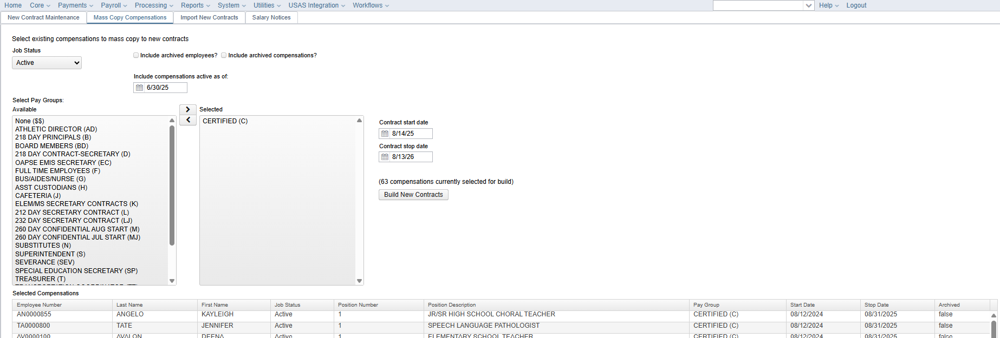 Home Core Payments Payroll Processing Reports System Utilities USAS Integration Workflows Help Logout
New Contract Maintenance Mass Copy Compensations Import New Contracts Salary Notices
Select existing compensations to mass copy to new contracts
Job Status
Active
Include archived employees? Include archived compensations?
Include compensations active as of:
6/30/25
Select Pay Groups:
Available
None ($$)
ATHLETIC DIRECTOR (AD)
218 DAY PRINCIPALS (B)
BOARD MEMBERS (BD)
218 DAY CONTRACT-SECRETARY (D)
OAPSE EMIS SECRETARY (EC)
FULL TIME EMPLOYEES (F)
BUS/AIDES/NURSE (G)
ASST CUSTODIANS (H)
CAFETERIA (J)
ELEM/MS SECRETARY CONTRACTS (K)
212 DAY SECRETARY CONTRACT (L)
232 DAY SECRETARY CONTRACT (LJ)
260 DAY CONFIDENTIAL AUG START (M)
260 DAY CONFIDENTIAL JUL START (MJ)
SUBSTITUTES (N)
SUPERINTENDENT (S)
SEVERANCE (SEV)
SPECIAL EDUCATION SECRETARY (SP)
TREASURER (T)
Selected
CERTIFIED (C)
Contract start date
8/14/25
Contract stop date
8/13/26
(63 compensations currently selected for build)
Build New Contracts
Selected Compensations
Employee Number Last Name First Name Job Status Position Number Position Description Pay Group Start Date Stop Date Archived
AN0000855 ANGELO KAYLEIGH Active 1 JR/SR HIGH SCHOOL CHORAL TEACHER CERTIFIED (C) 08/12/2024 08/31/2025 false
TA0000800 TATE JENNIFER Active 1 SPEECH LANGUAGE PATHOLOGIST CERTIFIED (C) 08/12/2024 08/31/2025 false
AV0000100 AVALON DEENA Active 1 ELEMENTARY SCHOOL TEACHER CERTIFIED (C) 08/12/2024 08/31/2025 false